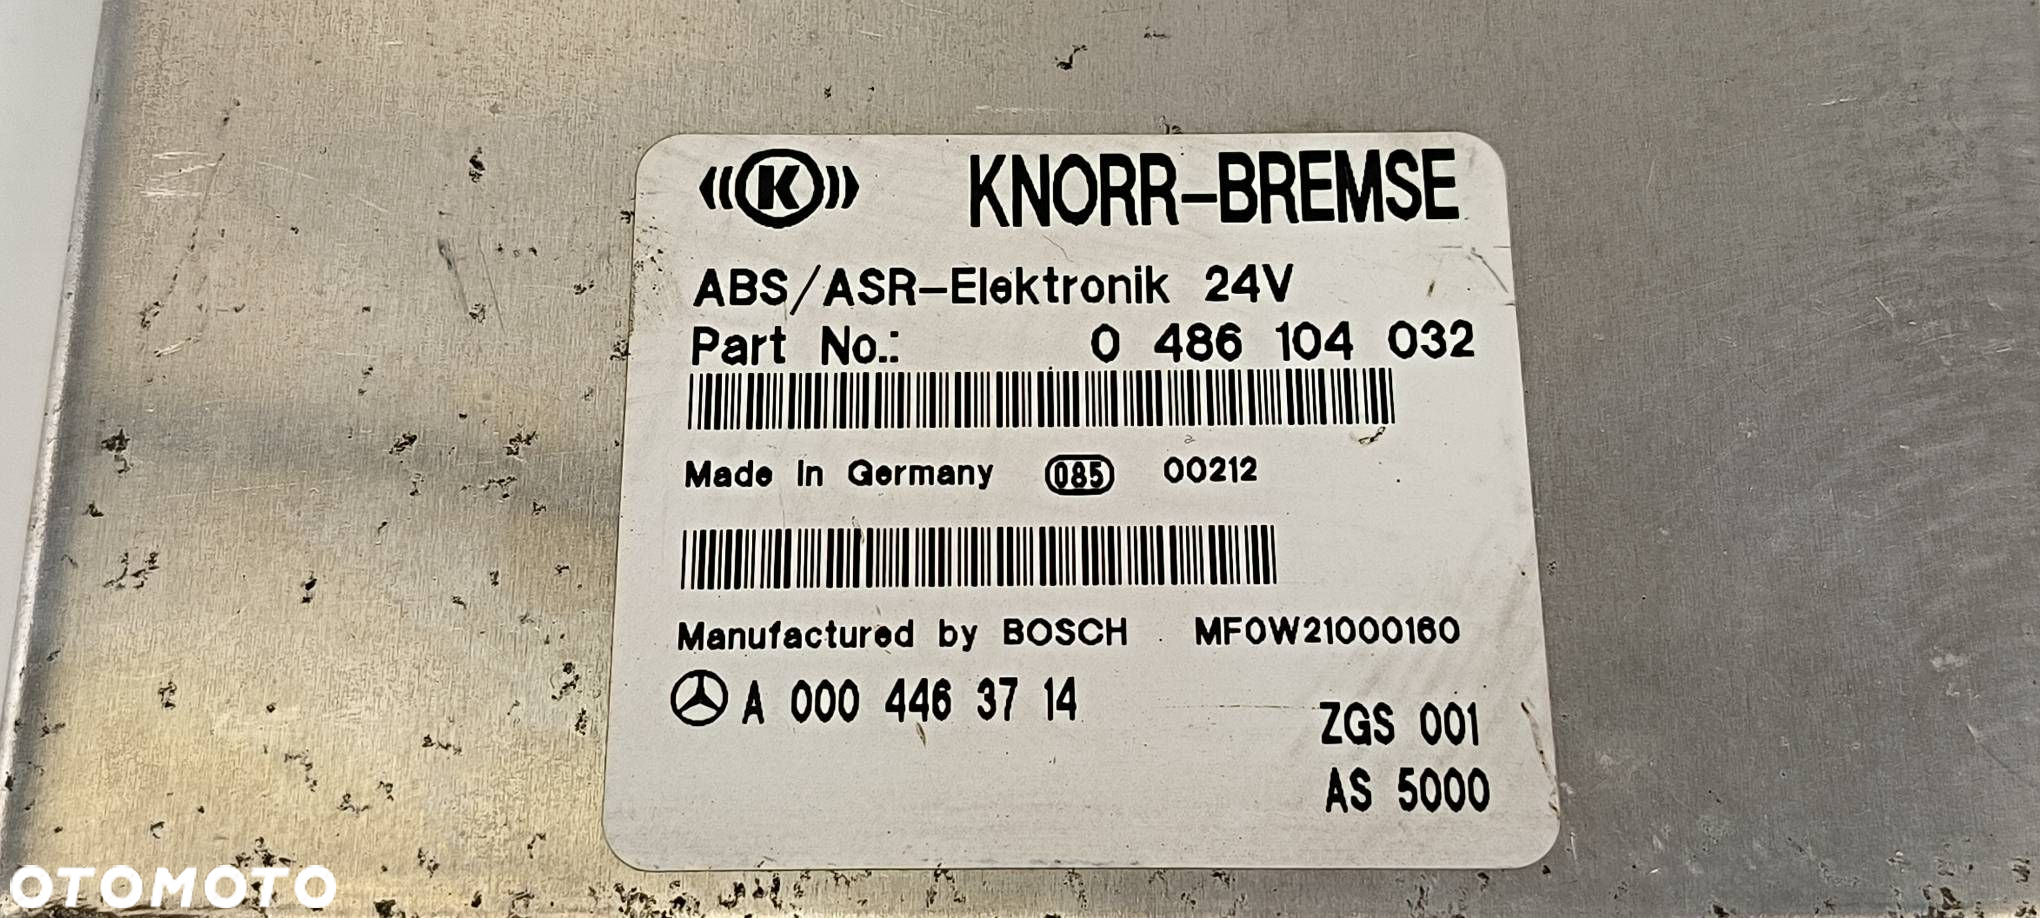 K KNORR-BREMSE
ABS/ASR-Elektronik 24V
Part No.: 0 486 104 032
Made in Germany 085 00212
Manufactured by BOSCH MF0W21000160
A 000 446 37 14
ZGS 001
AS 5000
OTOMOTO